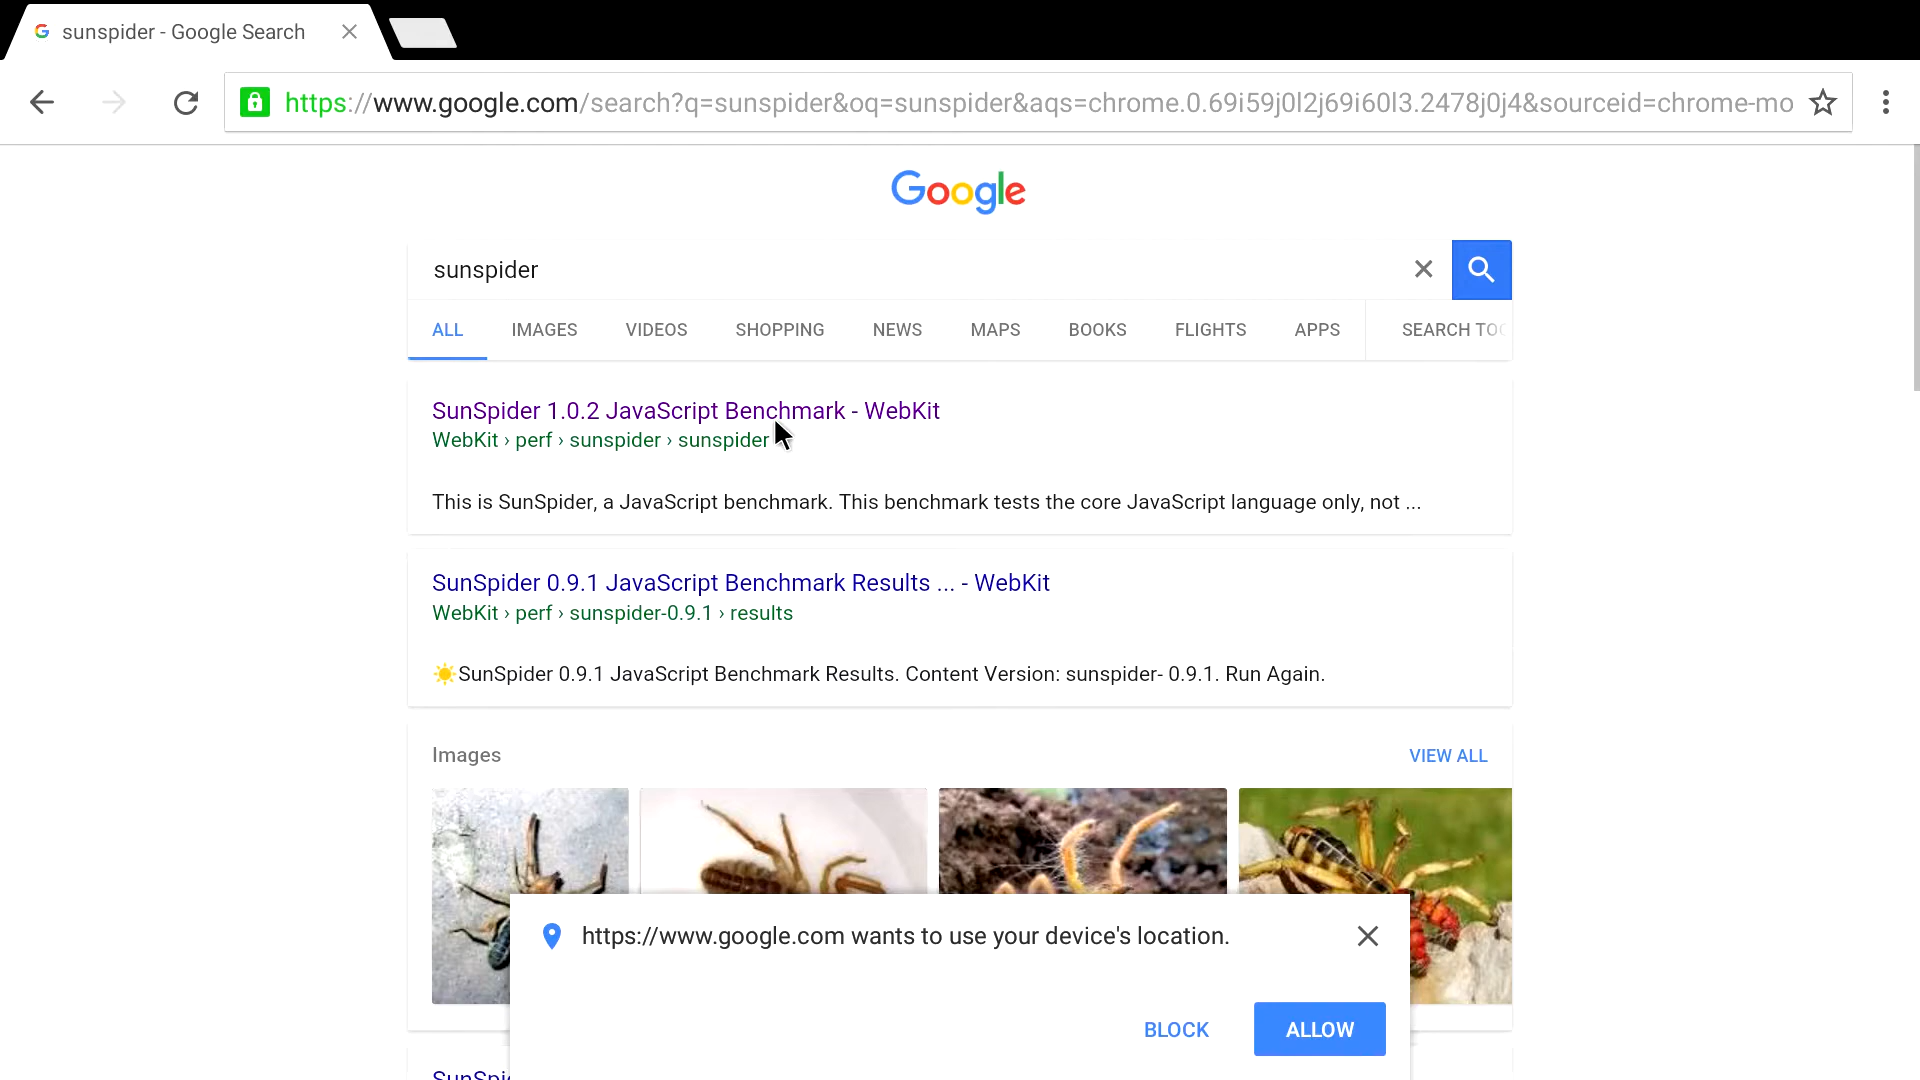 sunspider - Google Search
https://www.google.com/search?q=sunspider&oq=sunspider&aqs=chrome.0.69i59j0l2j69i60l3.2478j0j4&sourceid=chrome-mo
Google
sunspider
ALL IMAGES VIDEOS SHOPPING NEWS MAPS BOOKS FLIGHTS APPS SEARCH TOO
SunSpider 1.0.2 JavaScript Benchmark - WebKit
WebKit › perf › sunspider › sunspider
This is SunSpider, a JavaScript benchmark. This benchmark tests the core JavaScript language only, not ...
SunSpider 0.9.1 JavaScript Benchmark Results ... - WebKit
WebKit › perf › sunspider-0.9.1 › results
☀SunSpider 0.9.1 JavaScript Benchmark Results. Content Version: sunspider- 0.9.1. Run Again.
Images VIEW ALL
https://www.google.com wants to use your device's location.
BLOCK ALLOW